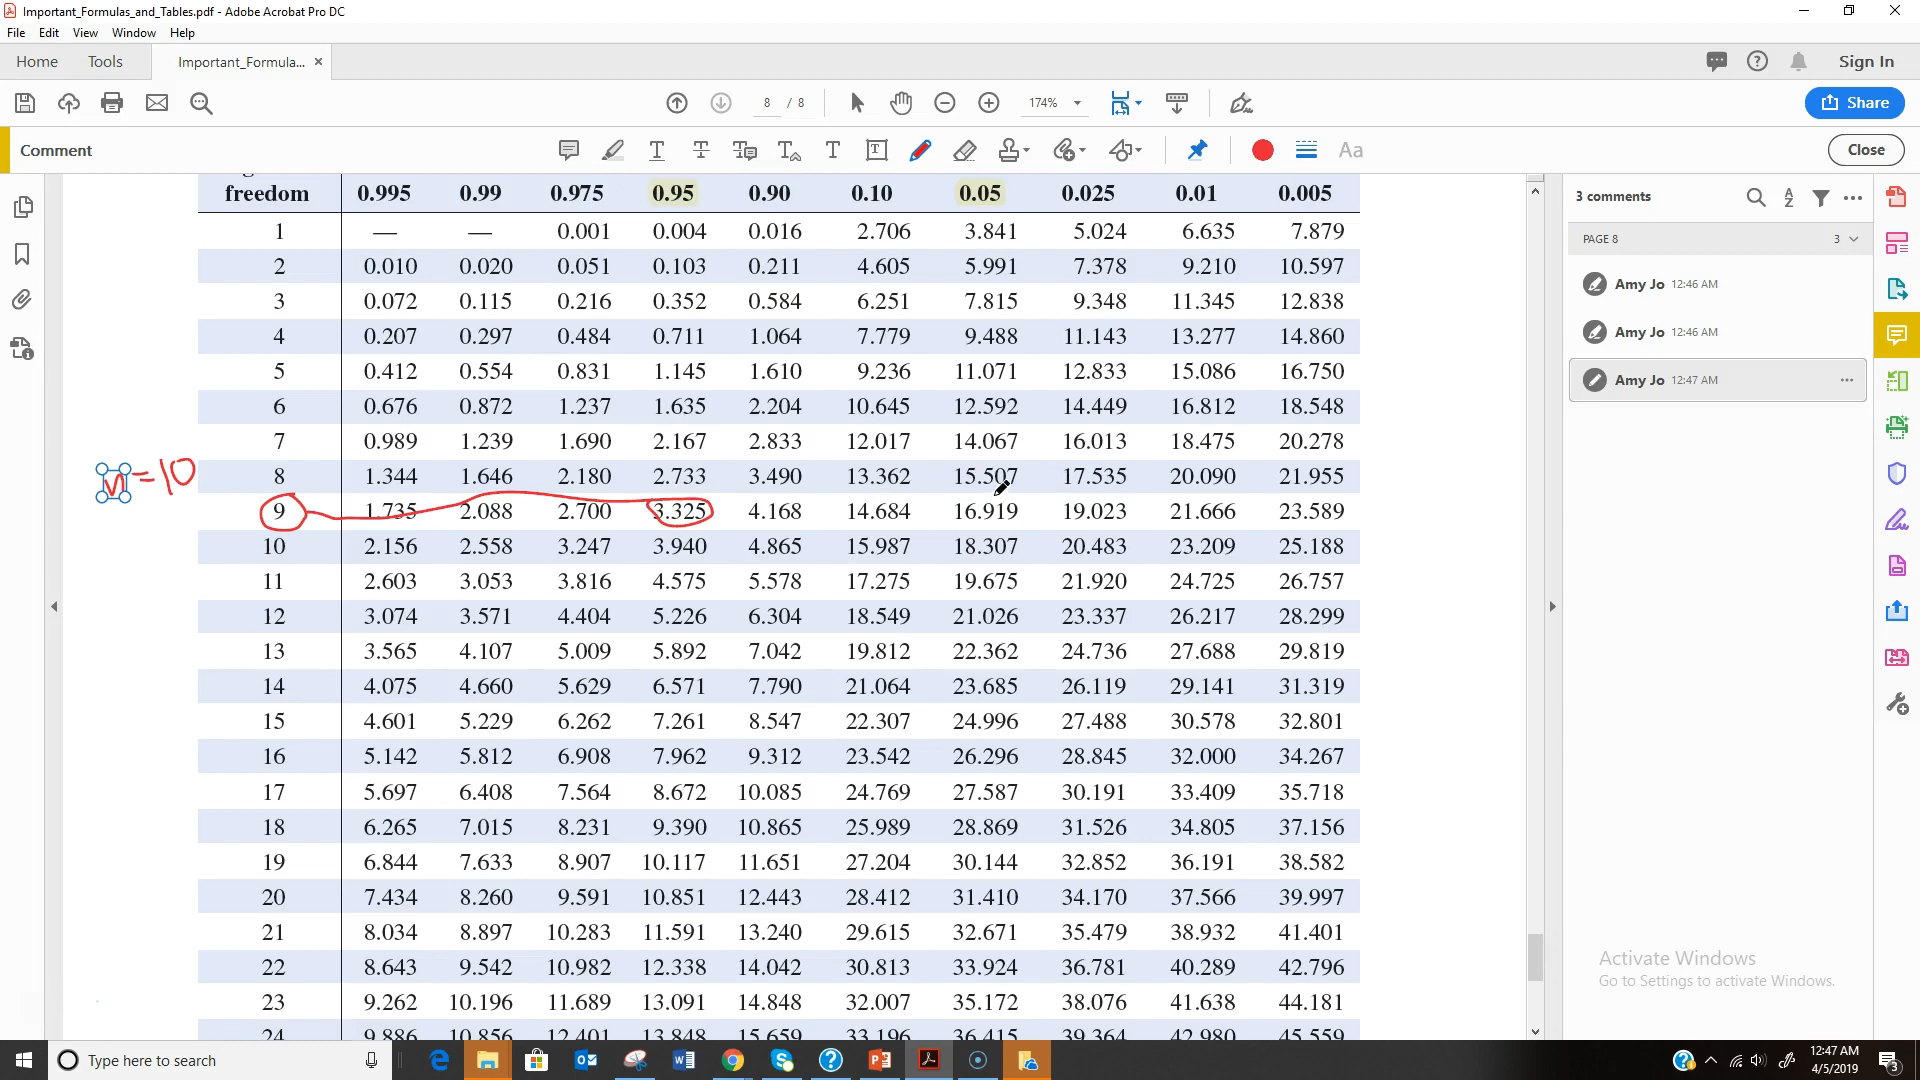 Important_Formulas_and_Tables.pdf - Adobe Acrobat Pro DC
File Edit View Window Help
Home Tools Important_Formula... × Sign In
8 / 8 174% Share
Comment Aa Close
freedom 0.995 0.99 0.975 0.95 0.90 0.10 0.05 0.025 0.01 0.005
1 — — 0.001 0.004 0.016 2.706 3.841 5.024 6.635 7.879
2 0.010 0.020 0.051 0.103 0.211 4.605 5.991 7.378 9.210 10.597
3 0.072 0.115 0.216 0.352 0.584 6.251 7.815 9.348 11.345 12.838
4 0.207 0.297 0.484 0.711 1.064 7.779 9.488 11.143 13.277 14.860
5 0.412 0.554 0.831 1.145 1.610 9.236 11.071 12.833 15.086 16.750
6 0.676 0.872 1.237 1.635 2.204 10.645 12.592 14.449 16.812 18.548
7 0.989 1.239 1.690 2.167 2.833 12.017 14.067 16.013 18.475 20.278
n=10
8 1.344 1.646 2.180 2.733 3.490 13.362 15.507 17.535 20.090 21.955
9 1.735 2.088 2.700 3.325 4.168 14.684 16.919 19.023 21.666 23.589
10 2.156 2.558 3.247 3.940 4.865 15.987 18.307 20.483 23.209 25.188
11 2.603 3.053 3.816 4.575 5.578 17.275 19.675 21.920 24.725 26.757
12 3.074 3.571 4.404 5.226 6.304 18.549 21.026 23.337 26.217 28.299
13 3.565 4.107 5.009 5.892 7.042 19.812 22.362 24.736 27.688 29.819
14 4.075 4.660 5.629 6.571 7.790 21.064 23.685 26.119 29.141 31.319
15 4.601 5.229 6.262 7.261 8.547 22.307 24.996 27.488 30.578 32.801
16 5.142 5.812 6.908 7.962 9.312 23.542 26.296 28.845 32.000 34.267
17 5.697 6.408 7.564 8.672 10.085 24.769 27.587 30.191 33.409 35.718
18 6.265 7.015 8.231 9.390 10.865 25.989 28.869 31.526 34.805 37.156
19 6.844 7.633 8.907 10.117 11.651 27.204 30.144 32.852 36.191 38.582
20 7.434 8.260 9.591 10.851 12.443 28.412 31.410 34.170 37.566 39.997
21 8.034 8.897 10.283 11.591 13.240 29.615 32.671 35.479 38.932 41.401
22 8.643 9.542 10.982 12.338 14.042 30.813 33.924 36.781 40.289 42.796
23 9.262 10.196 11.689 13.091 14.848 32.007 35.172 38.076 41.638 44.181
24 9.886 10.856 12.401 13.848 15.659 33.196 36.415 39.364 42.980 45.559
3 comments
PAGE 8 3
Amy Jo 12:46 AM
Amy Jo 12:46 AM
Amy Jo 12:47 AM
Activate Windows
Go to Settings to activate Windows.
Type here to search
12:47 AM
4/5/2019
3